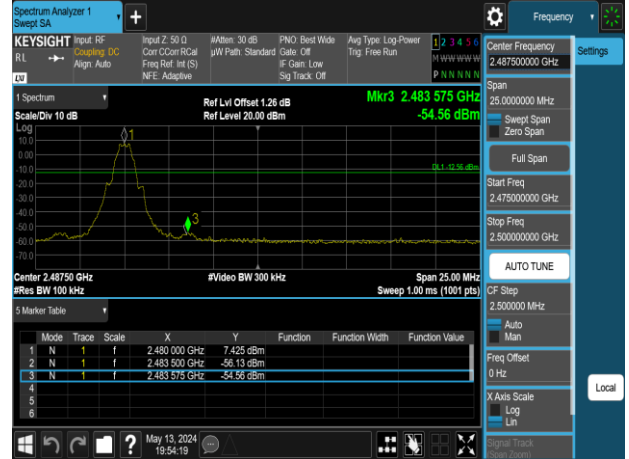 Spectrum Analyzer 1
Swept SA
+
Frequency
KEYSIGHT
Input: RF
Coupling: DC
Align: Auto
Input Z: 50 Ω
Corr CCorr RCal
Freq Ref: Int (S)
NFE: Adaptive
#Atten: 30 dB
µW Path: Standard
PNO: Best Wide
Gate: Off
IF Gain: Low
Sig Track: Off
Avg Type: Log-Power
Trig: Free Run
1 2 3 4 5 6
M W W W W W
P N N N N N
R L
LXI
1 Spectrum
Scale/Div 10 dB
Ref Lvl Offset 1.26 dB
Ref Level 20.00 dBm
Mkr3 2.483 575 GHz
-54.56 dBm
Log
10.0
0.00
-10.0
-20.0
-30.0
-40.0
-50.0
-60.0
-70.0
1
3
DL1 -12.56 dBm
Center 2.48750 GHz
#Res BW 100 kHz
#Video BW 300 kHz
Span 25.00 MHz
Sweep 1.00 ms (1001 pts)
5 Marker Table
Mode Trace Scale X Y Function Function Width Function Value
1 N 1 f 2.480 000 GHz 7.425 dBm
2 N 1 f 2.483 500 GHz -56.13 dBm
3 N 1 f 2.483 575 GHz -54.56 dBm
4
5
6
?
May 13, 2024
19:54:19
Center Frequency
2.487500000 GHz
Settings
Span
25.0000000 MHz
Swept Span
Zero Span
Full Span
Start Freq
2.475000000 GHz
Stop Freq
2.500000000 GHz
AUTO TUNE
CF Step
2.500000 MHz
Auto
Man
Freq Offset
0 Hz
X Axis Scale
Log
Lin
Local
Signal Track
(Span Zoom)